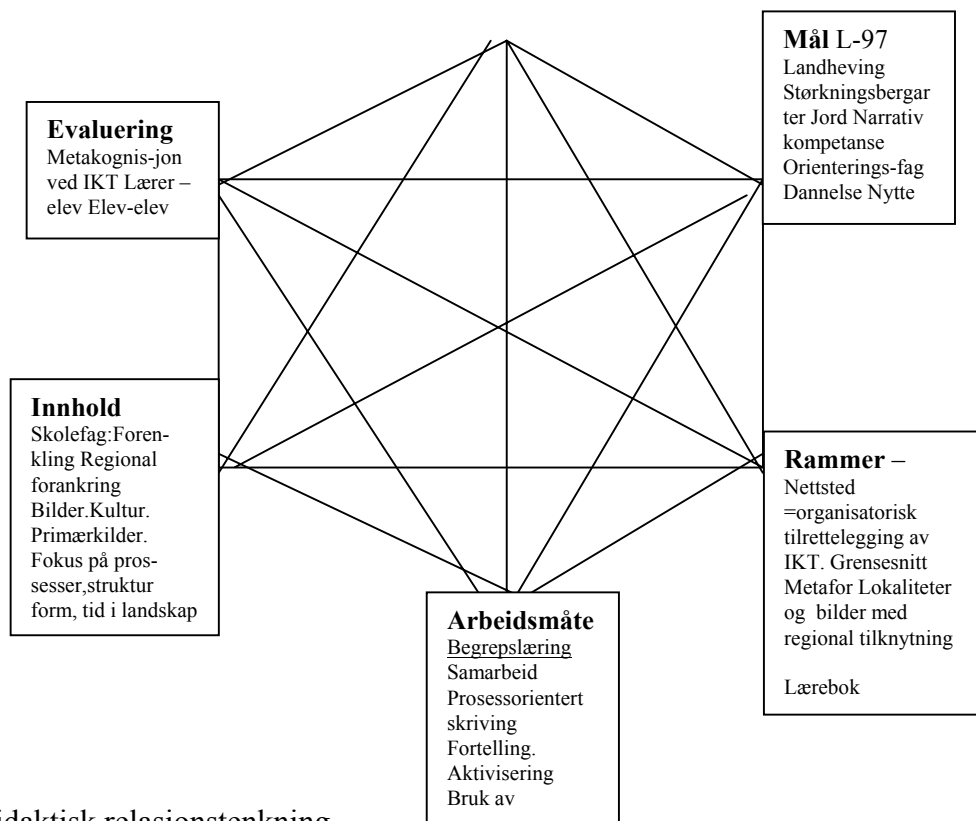 Mål L-97
Landheving
Størkningsbergar
ter Jord Narrativ
kompetanse
Orienterings-fag
Dannelse Nytte
Evaluering
Metakognis-jon
ved IKT Lærer –
elev Elev-elev
Innhold
Skolefag:Foren-
kling Regional
forankring
Bilder.Kultur.
Primærkilder.
Fokus på pros-
sesser,struktur
form, tid i landskap
Rammer –
Nettsted
=organisatorisk
tilrettelegging av
IKT. Grensesnitt
Metafor Lokaliteter
og bilder med
regional tilknytning
Lærebok
Arbeidsmåte
Begrepslæring
Samarbeid
Prosessorientert
skriving
Fortelling.
Aktivisering
Bruk av
idaktisk relasjonstenkning